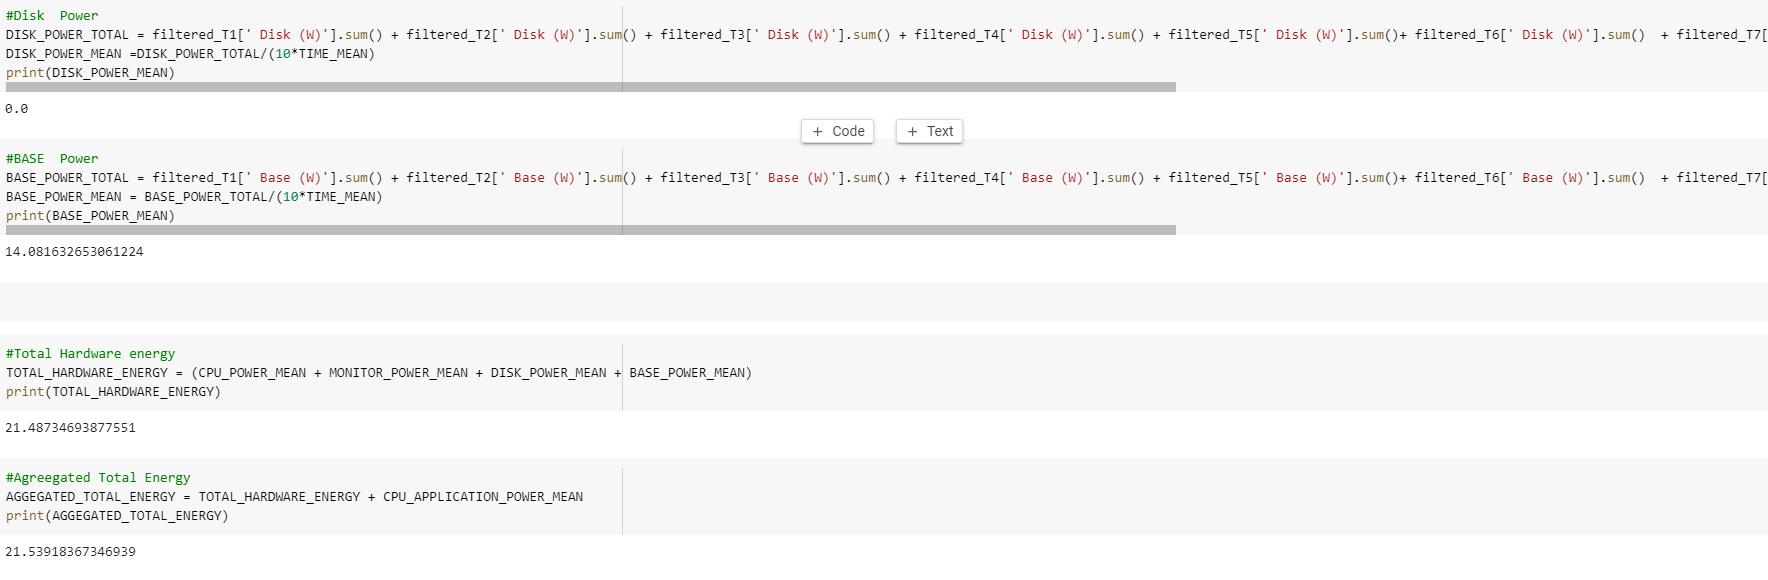 #Disk  Power
DISK_POWER_TOTAL = filtered_T1[' Disk (W)'].sum() + filtered_T2[' Disk (W)'].sum() + filtered_T3[' Disk (W)'].sum() + filtered_T4[' Disk (W)'].sum() + filtered_T5[' Disk (W)'].sum()+ filtered_T6[' Disk (W)'].sum()  + filtered_T7[
DISK_POWER_MEAN =DISK_POWER_TOTAL/(10*TIME_MEAN)
print(DISK_POWER_MEAN)
0.0
+ Code + Text
#BASE  Power
BASE_POWER_TOTAL = filtered_T1[' Base (W)'].sum() + filtered_T2[' Base (W)'].sum() + filtered_T3[' Base (W)'].sum() + filtered_T4[' Base (W)'].sum() + filtered_T5[' Base (W)'].sum()+ filtered_T6[' Base (W)'].sum()  + filtered_T7[
BASE_POWER_MEAN = BASE_POWER_TOTAL/(10*TIME_MEAN)
print(BASE_POWER_MEAN)
14.081632653061224
#Total Hardware energy
TOTAL_HARDWARE_ENERGY = (CPU_POWER_MEAN + MONITOR_POWER_MEAN + DISK_POWER_MEAN + BASE_POWER_MEAN)
print(TOTAL_HARDWARE_ENERGY)
21.48734693877551
#Agreegated Total Energy
AGGEGATED_TOTAL_ENERGY = TOTAL_HARDWARE_ENERGY + CPU_APPLICATION_POWER_MEAN
print(AGGEGATED_TOTAL_ENERGY)
21.53918367346939